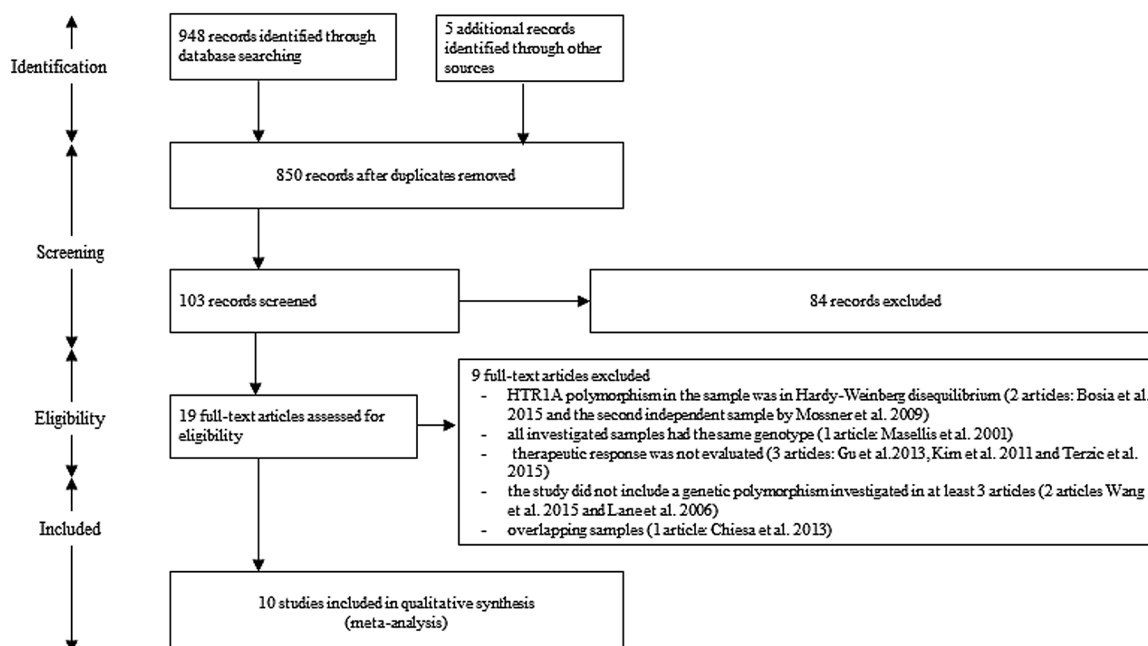 Identification
948 records identified through
database searching
5 additional records
identified through other
sources
850 records after duplicates removed
Screening
103 records screened
84 records excluded
Eligibility
19 full-text articles assessed for
eligibility
9 full-text articles excluded
- HTR1A polymorphism in the sample was in Hardy-Weinberg disequilibrium (2 articles: Bosia et al.
2015 and the second independent sample by Mossner et al. 2009)
- all investigated samples had the same genotype (1 article: Masellis et al. 2001)
- therapeutic response was not evaluated (3 articles: Gu et al.2013, Kim et al. 2011 and Terzic et al.
2015)
- the study did not include a genetic polymorphism investigated in at least 3 articles (2 articles Wang
et al. 2015 and Lane et al. 2006)
- overlapping samples (1 article: Chiesa et al. 2013)
Included
10 studies included in qualitative synthesis
(meta-analysis)